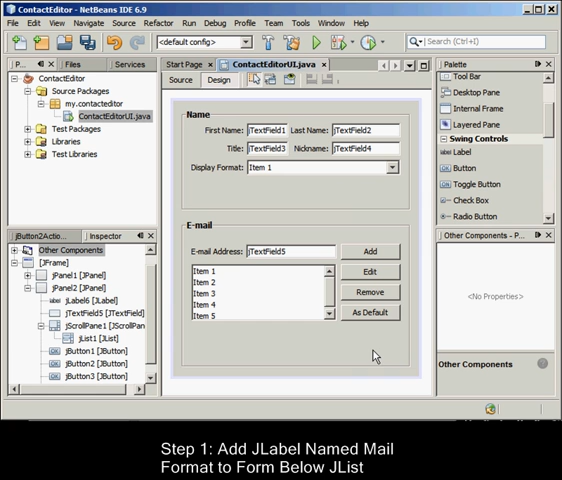 ContactEditor - NetBeans IDE 6.9
File Edit View Navigate Source Refactor Run Debug Profile Team Tools Window Help
<default config>
Search (Ctrl+I)
P... Files Services
ContactEditor
Source Packages
my.contacteditor
ContactEditorUI.java
Test Packages
Libraries
Test Libraries
jButton2Actio... Inspector
Other Components
[JFrame]
jPanel1 [JPanel]
jPanel2 [JPanel]
jLabel6 [JLabel]
jTextField5 [JTextField]
jScrollPane1 [JScrollPan
jList1 [JList]
jButton1 [JButton]
jButton2 [JButton]
jButton3 [JButton]
Start Page ContactEditorUI.java
Source Design
Name
First Name: jTextField1 Last Name: jTextField2
Title: jTextField3 Nickname: jTextField4
Display Format: Item 1
E-mail
E-mail Address: jTextField5 Add
Item 1
Item 2
Item 3
Item 4
Item 5
Edit
Remove
As Default
Palette
Tool Bar
Desktop Pane
Internal Frame
Layered Pane
Swing Controls
label Label
OK Button
Toggle Button
Check Box
Radio Button
Other Components - P...
<No Properties>
Other Components
Step 1: Add JLabel Named Mail
Format to Form Below JList